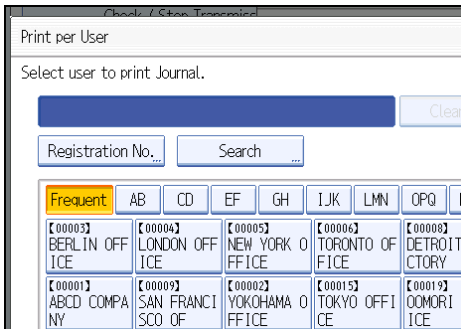 Check / Stop Transmiss
Print per User
Select user to print Journal.
Clear
Registration No.
Search
Frequent AB CD EF GH IJK LMN OPQ
【00003】 【00004】 【00005】 【00006】 【00008】
BERLIN OFF LONDON OFF NEW YORK O TORONTO OF DETROIT
ICE ICE FFICE FFICE CTORY
【00001】 【00009】 【00002】 【00015】 【00019】
ABCD COMPA SAN FRANCI YOKOHAMA O TOKYO OFFI OOMORI
NY SCO OF FFICE CE ICE